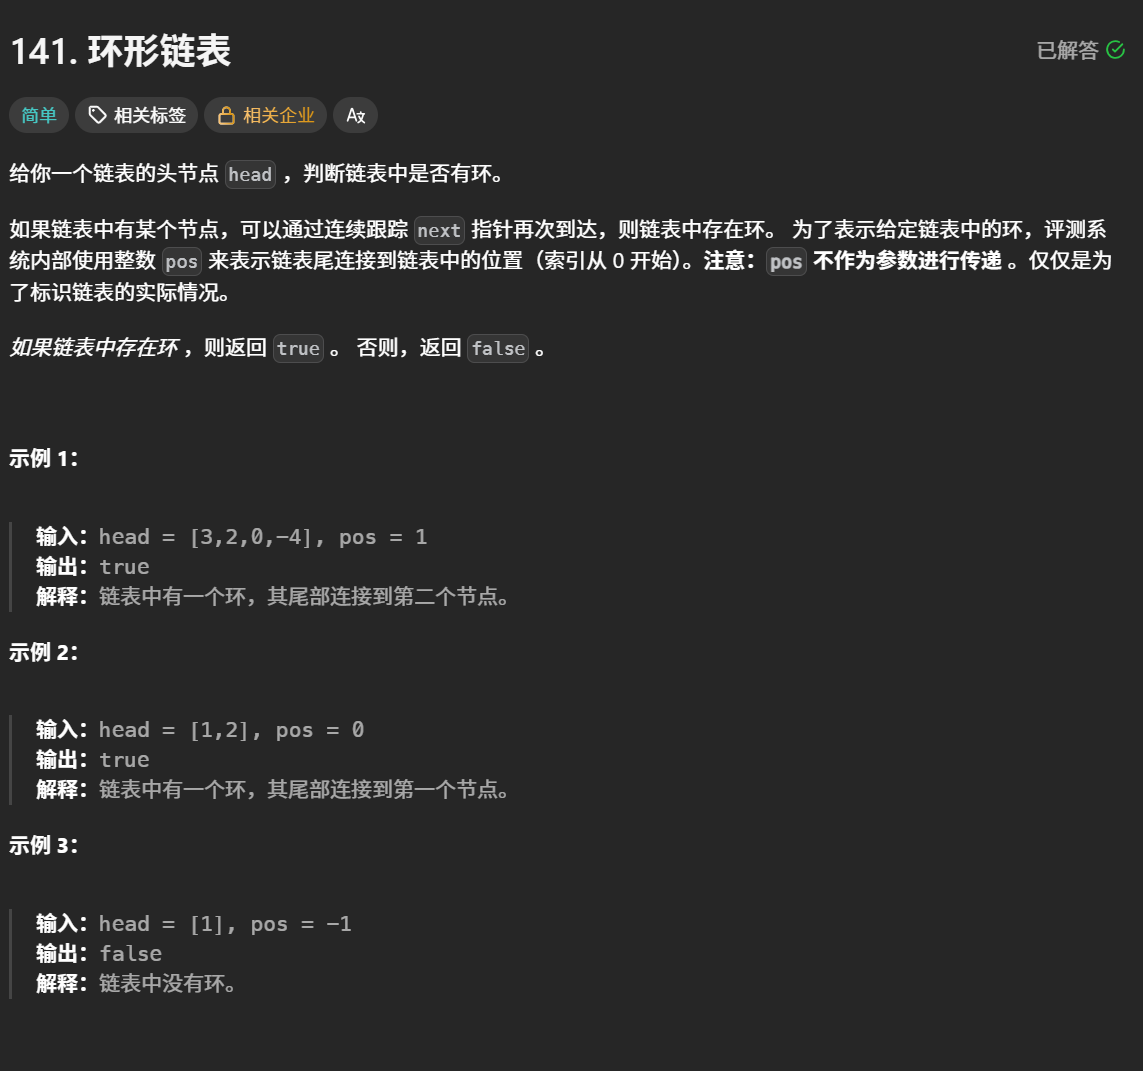 141. 环形链表
已解答
简单 相关标签 相关企业 A文
给你一个链表的头节点 head ，判断链表中是否有环。
如果链表中有某个节点，可以通过连续跟踪 next 指针再次到达，则链表中存在环。 为了表示给定链表中的环，评测系
统内部使用整数 pos 来表示链表尾连接到链表中的位置（索引从 0 开始）。注意：pos 不作为参数进行传递 。仅仅是为
了标识链表的实际情况。
如果链表中存在环 ，则返回 true 。 否则，返回 false 。
示例 1：
输入：head = [3,2,0,-4], pos = 1
输出：true
解释：链表中有一个环，其尾部连接到第二个节点。
示例 2：
输入：head = [1,2], pos = 0
输出：true
解释：链表中有一个环，其尾部连接到第一个节点。
示例 3：
输入：head = [1], pos = -1
输出：false
解释：链表中没有环。